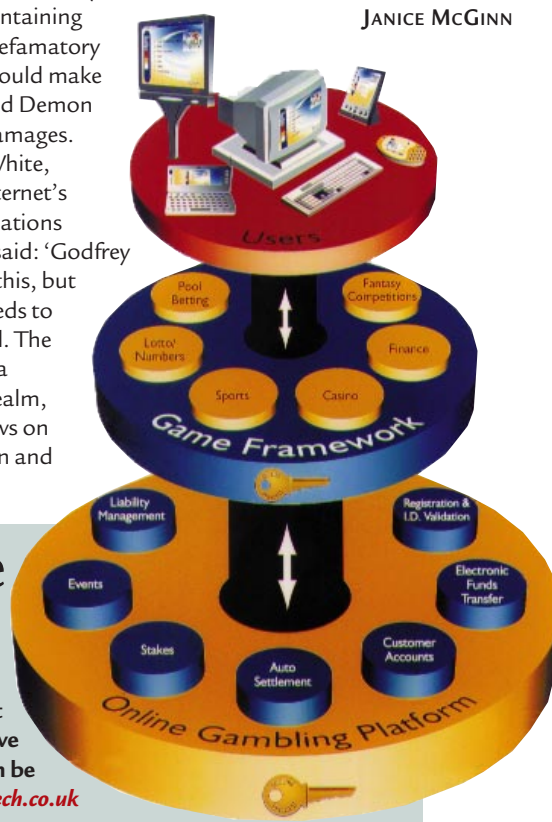 ntaining
efamatory
ould make
d Demon
amages.
hite,
ernet's
ations
said: 'Godfrey
this, but
eds to
l. The
a
ealm,
ws on
n and
JANICE MCGINN
Users
Pool
Betting
Fantasy
Competitions
Lotto/
Numbers
Finance
Sports
Casino
Game Framework
Liability
Management
Registration &
I.D. Validation
Events
Electronic
Funds
Transfer
Stakes
Customer
Accounts
Auto
Settlement
Online Gambling Platform
e
t
ve
n be
ech.co.uk